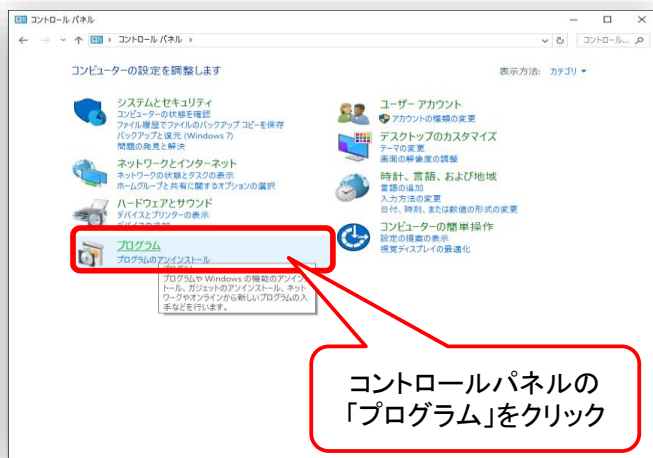 コントロール パネル
コントロール パネル
コントロール...
コンピューターの設定を調整します
表示方法: カテゴリ
システムとセキュリティ
コンピューターの状態を確認
ファイル履歴でファイルのバックアップ コピーを保存
バックアップと復元 (Windows 7)
問題の発見と解決
ネットワークとインターネット
ネットワークの状態とタスクの表示
ホームグループと共有に関するオプションの選択
ハードウェアとサウンド
デバイスとプリンターの表示
デバイスの追加
プログラム
プログラムのアンインストール
プログラム
プログラムや Windows の機能のアンインス
トール、ガジェットのアンインストール、ネット
ワークやオンラインから新しいプログラムの入
手などを行います。
ユーザー アカウント
アカウントの種類の変更
デスクトップのカスタマイズ
テーマの変更
画面の解像度の調整
時計、言語、および地域
言語の追加
入力方法の変更
日付、時刻、または数値の形式の変更
コンピューターの簡単操作
設定の提案の表示
視覚ディスプレイの最適化
コントロールパネルの
「プログラム」をクリック